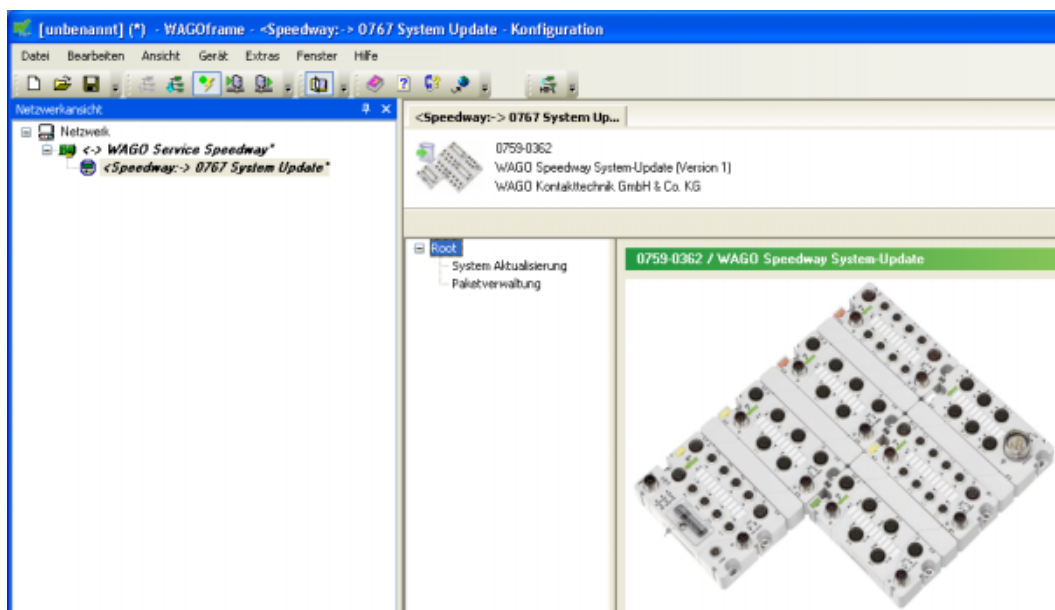 [unbenannt] (*) - WAGOframe - <Speedway:-> 0767 System Update - Konfiguration
Datei Bearbeiten Ansicht Gerät Extras Fenster Hilfe
Netzwerkansicht
Netzwerk
<-> WAGO Service Speedway*
<Speedway:-> 0767 System Update*
<Speedway:-> 0767 System Up...
0759-0362
WAGO Speedway System-Update (Version 1)
WAGO Kontakttechnik GmbH & Co. KG
Root
System Aktualisierung
Paketverwaltung
0759-0362 / WAGO Speedway System-Update